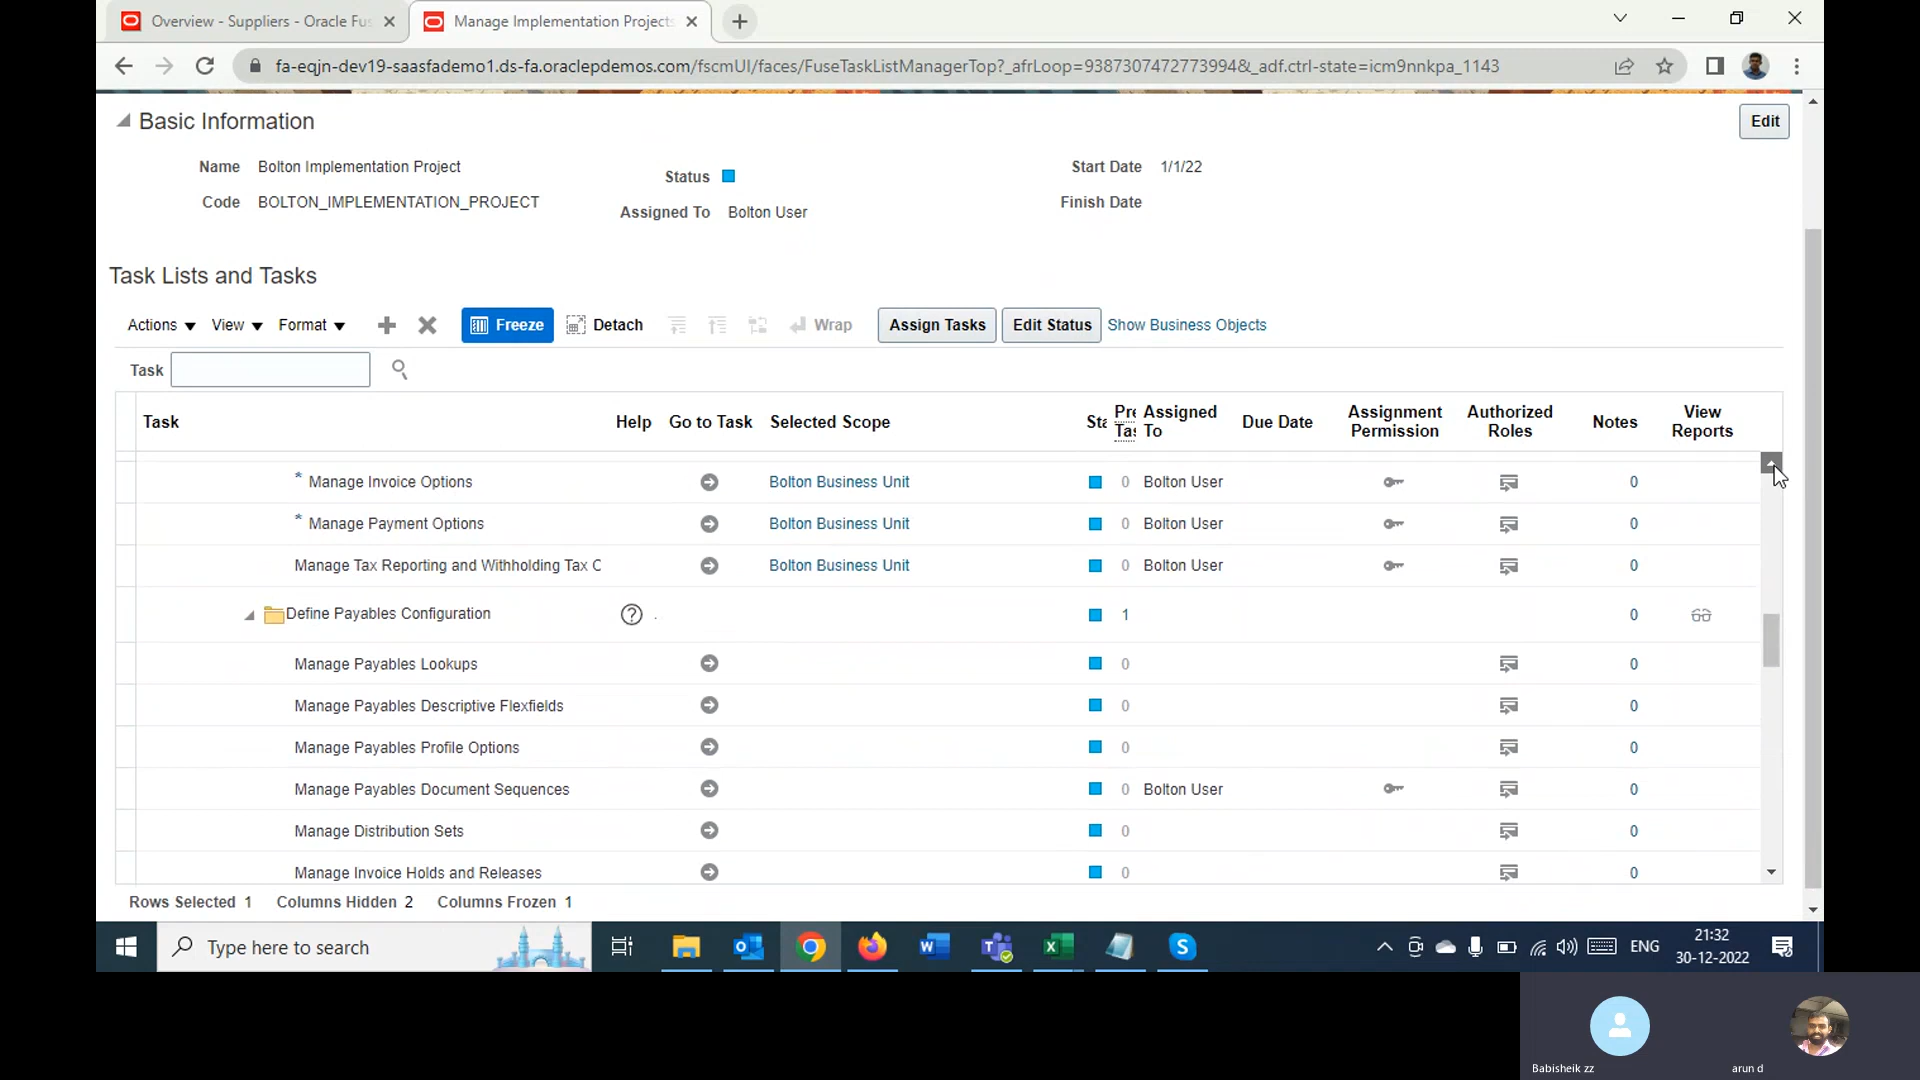 Overview - Suppliers - Oracle Fus
Manage Implementation Projects
fa-eqjn-dev19-saasfademo1.ds-fa.oraclepdemos.com/fscmUI/faces/FuseTaskListManagerTop?_afrLoop=9387307472773994&_adf.ctrl-state=icm9nnkpa_1143
Basic Information
Edit
Name Bolton Implementation Project
Status
Start Date 1/1/22
Code BOLTON_IMPLEMENTATION_PROJECT
Assigned To Bolton User
Finish Date
Task Lists and Tasks
Actions View Format Freeze Detach Wrap Assign Tasks Edit Status Show Business Objects
Task
Task Help Go to Task Selected Scope Sta Pre Tas Assigned To Due Date Assignment Permission Authorized Roles Notes View Reports
* Manage Invoice Options Bolton Business Unit 0 Bolton User 0
* Manage Payment Options Bolton Business Unit 0 Bolton User 0
Manage Tax Reporting and Withholding Tax O Bolton Business Unit 0 Bolton User 0
Define Payables Configuration ? . 1 0
Manage Payables Lookups 0 0
Manage Payables Descriptive Flexfields 0 0
Manage Payables Profile Options 0 0
Manage Payables Document Sequences 0 Bolton User 0
Manage Distribution Sets 0 0
Manage Invoice Holds and Releases 0 0
Rows Selected 1 Columns Hidden 2 Columns Frozen 1
Type here to search
ENG
21:32
30-12-2022
Babisheik zz
arun d